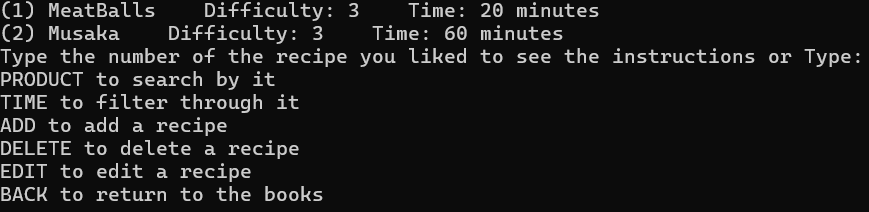 (1) MeatBalls    Difficulty: 3    Time: 20 minutes
(2) Musaka    Difficulty: 3    Time: 60 minutes
Type the number of the recipe you liked to see the instructions or Type:
PRODUCT to search by it
TIME to filter through it
ADD to add a recipe
DELETE to delete a recipe
EDIT to edit a recipe
BACK to return to the books